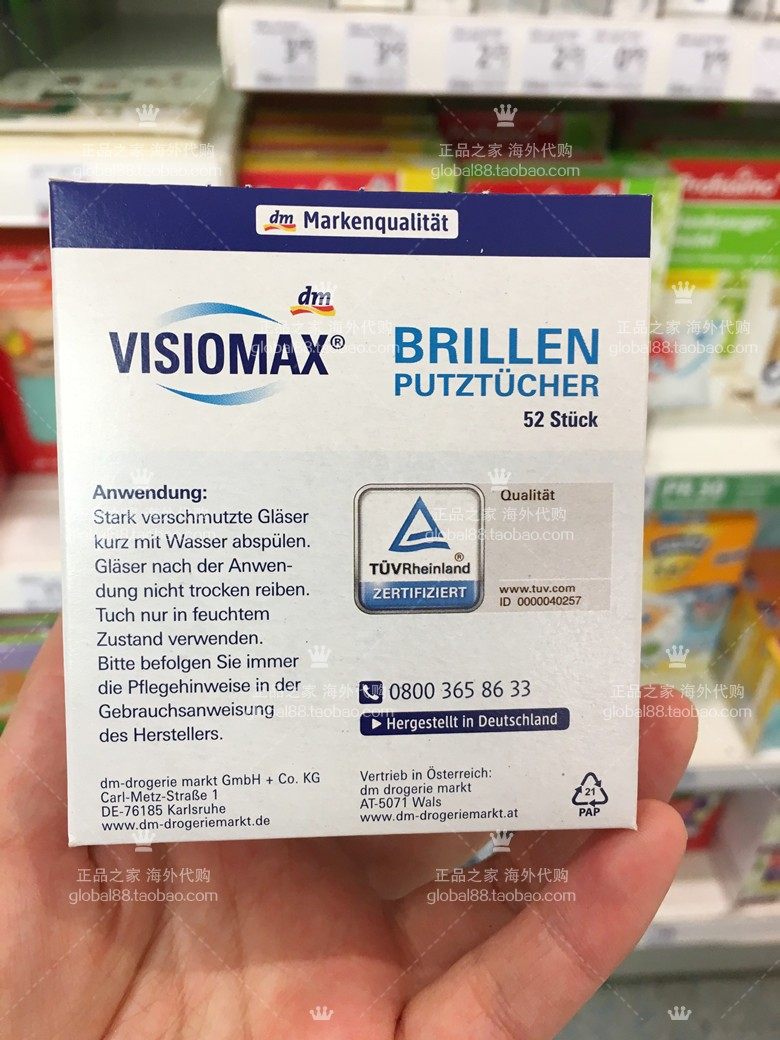 dm Markenqualität
dm
VISIOMAX®
BRILLEN
PUTZTÜCHER
52 Stück
Anwendung:
Stark verschmutzte Gläser
kurz mit Wasser abspülen.
Gläser nach der Anwen-
dung nicht trocken reiben.
Tuch nur in feuchtem
Zustand verwenden.
Bitte befolgen Sie immer
die Pflegehinweise in der
Gebrauchsanweisung
des Herstellers.
TÜVRheinland®
ZERTIFIZIERT
Qualität
www.tuv.com
ID 0000040257
0800 365 86 33
Hergestellt in Deutschland
dm-drogerie markt GmbH + Co. KG
Carl-Metz-Straße 1
DE-76185 Karlsruhe
www.dm-drogeriemarkt.de
Vertrieb in Österreich:
dm drogerie markt
AT-5071 Wals
www.dm-drogeriemarkt.at
21
PAP
正品之家 海外代购
global88.taobao.com